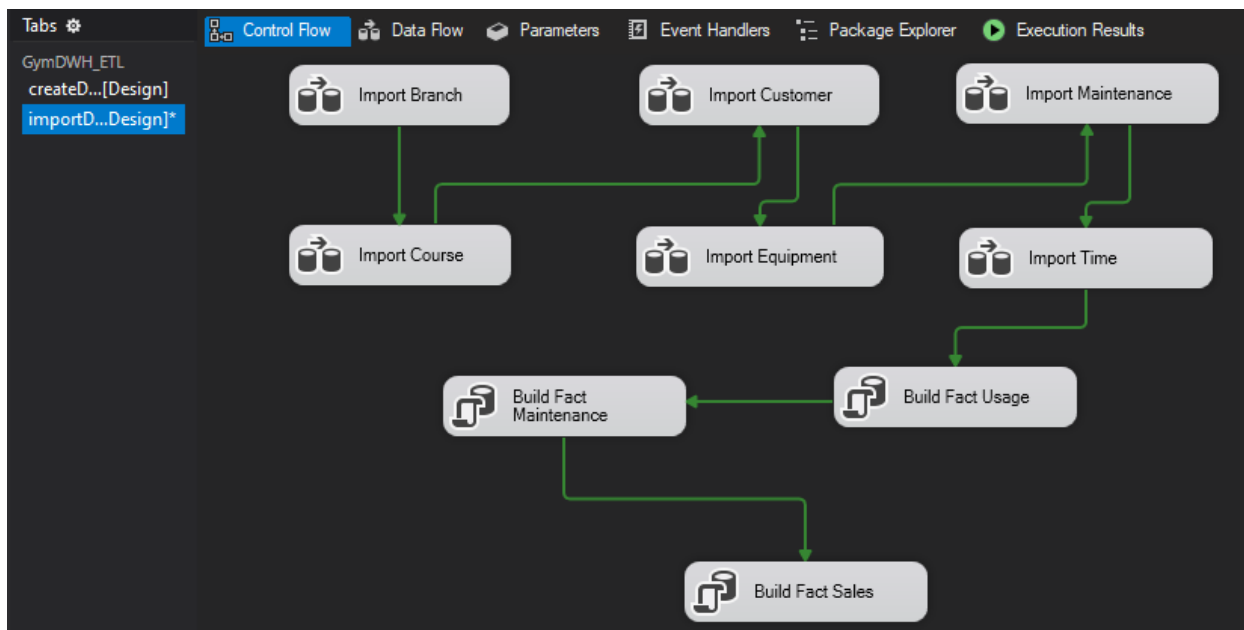 Tabs
Control Flow
Data Flow
Parameters
Event Handlers
Package Explorer
Execution Results
GymDWH_ETL
createD...[Design]
importD...Design]*
Import Branch
Import Customer
Import Maintenance
Import Course
Import Equipment
Import Time
Build Fact
Maintenance
Build Fact Usage
Build Fact Sales